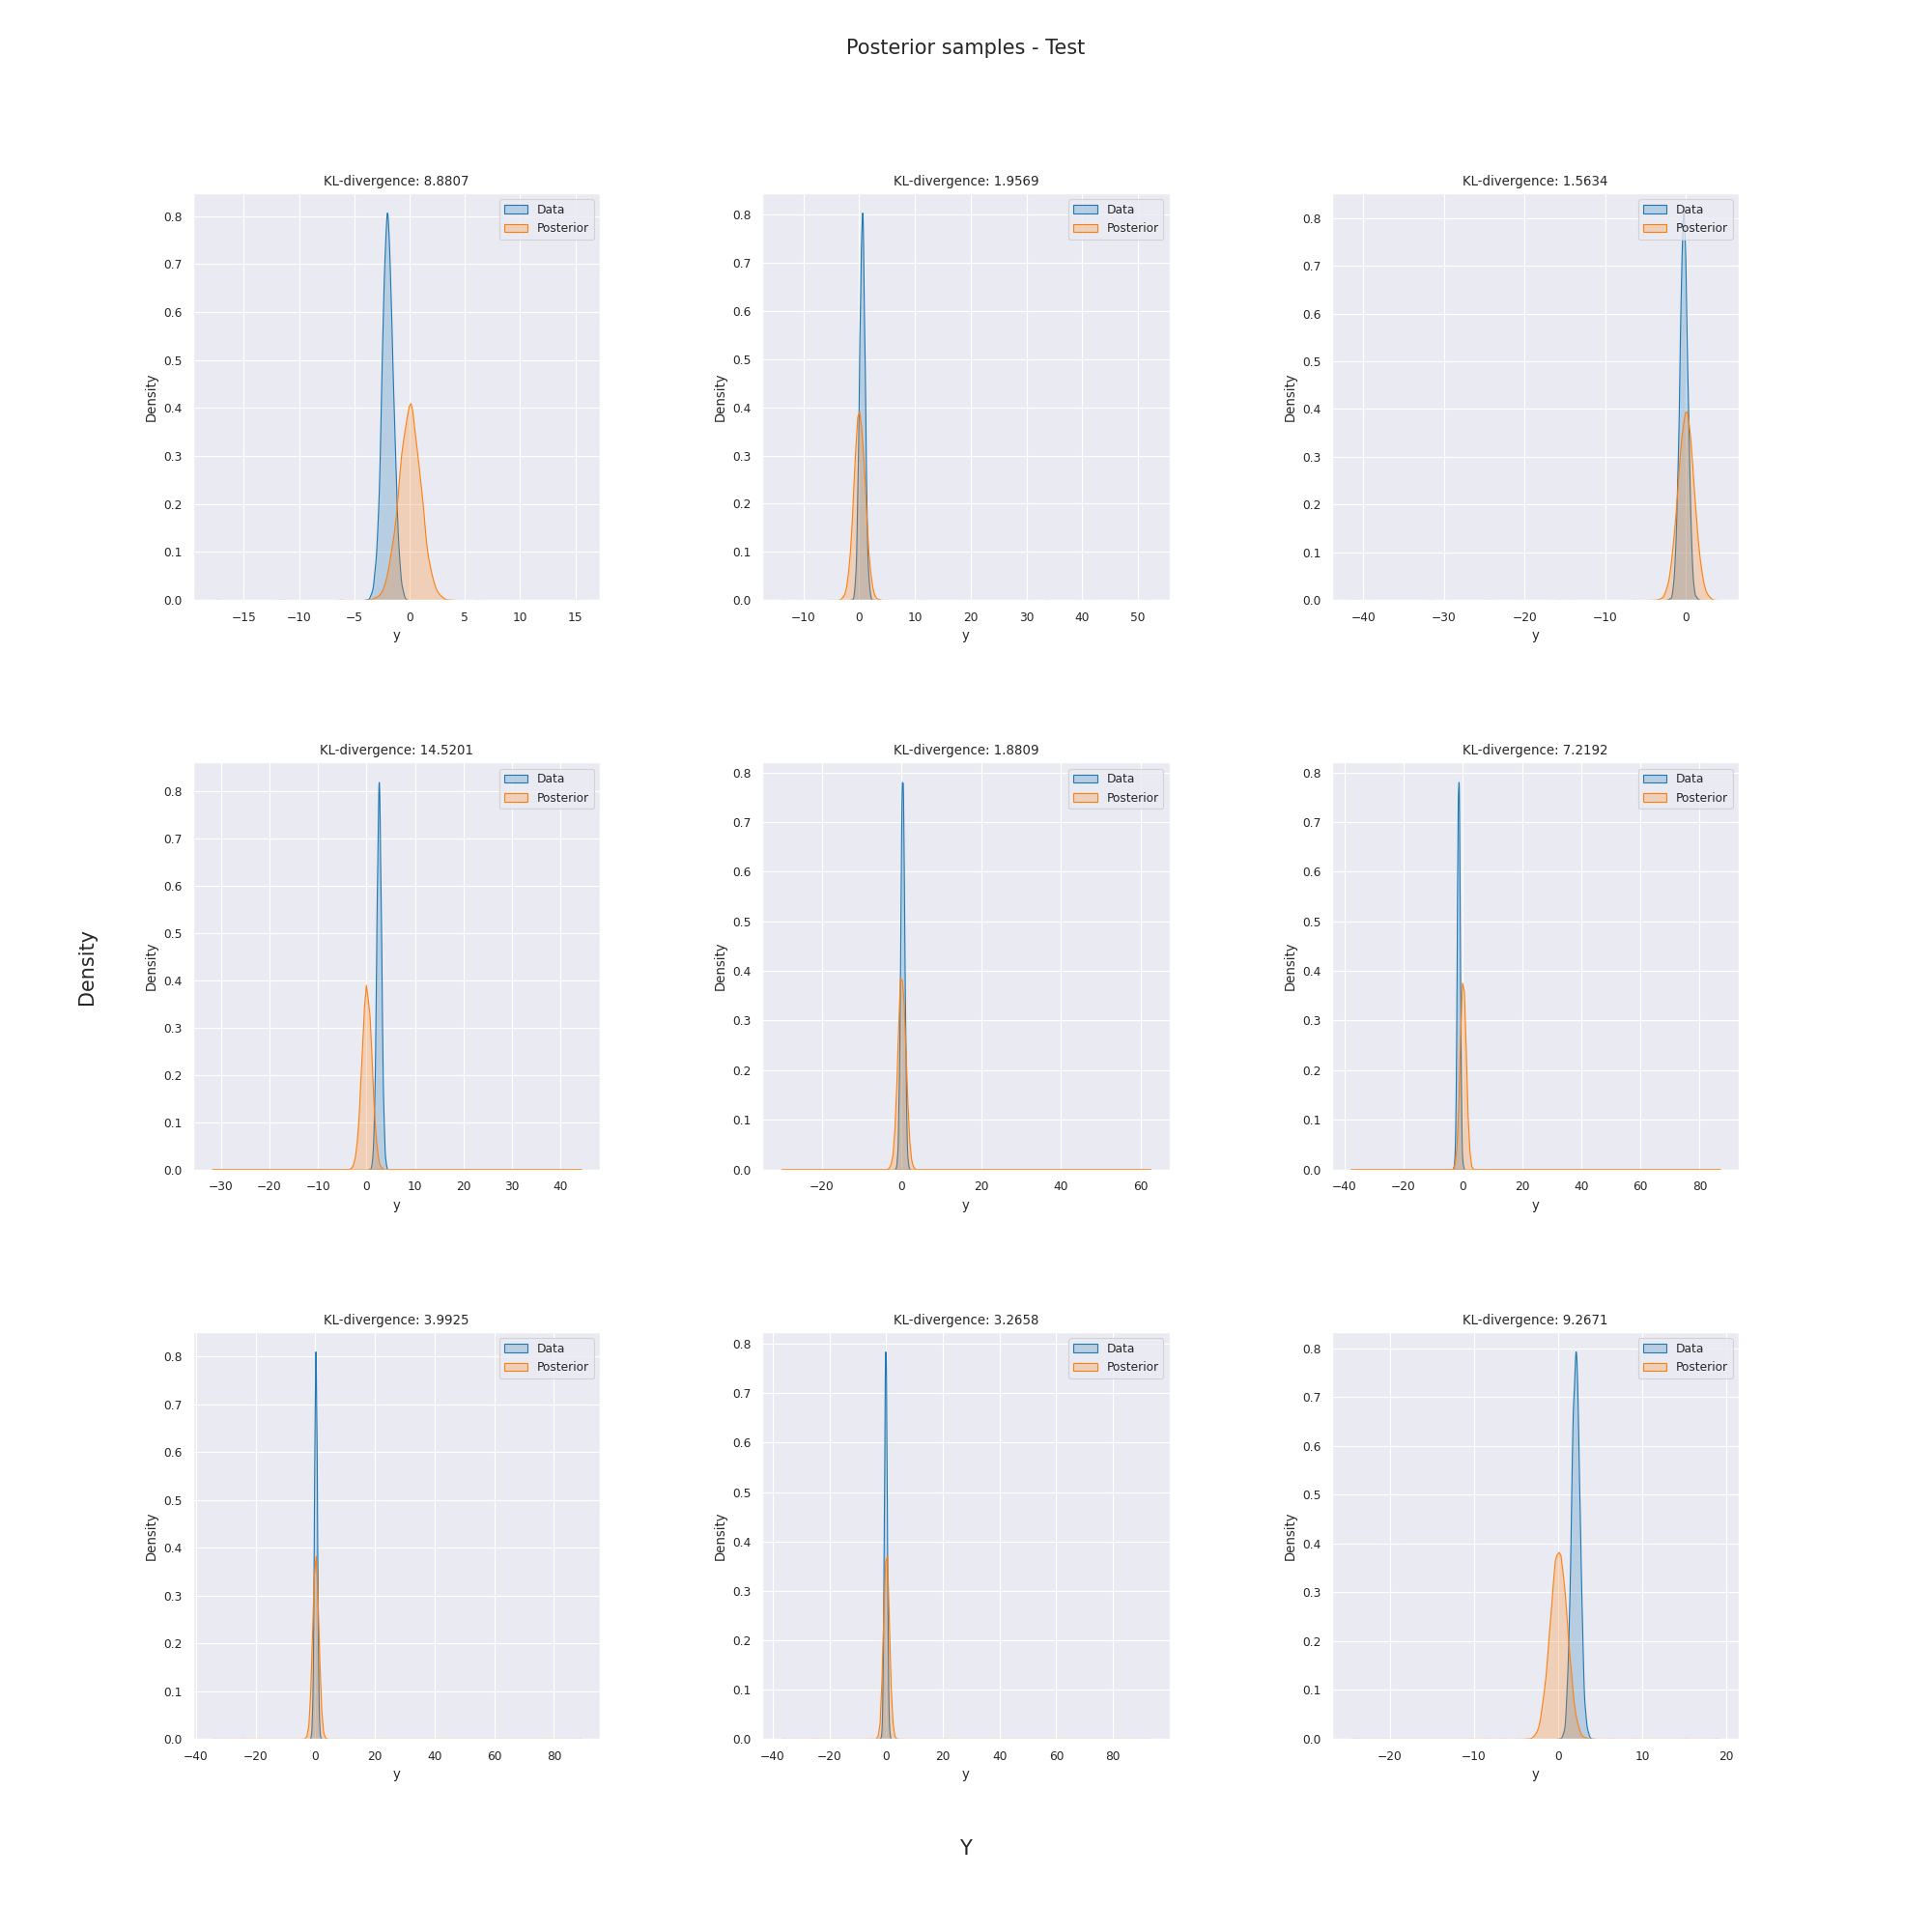 Posterior samples - Test
KL-divergence: 8.8807
Data
Posterior
0.8
0.7
0.6
0.5
0.4
0.3
0.2
0.1
0.0
Density
−15 −10 −5 0 5 10 15
y
KL-divergence: 1.9569
Data
Posterior
0.8
0.7
0.6
0.5
0.4
0.3
0.2
0.1
0.0
Density
−10 0 10 20 30 40 50
y
KL-divergence: 1.5634
Data
Posterior
0.8
0.7
0.6
0.5
0.4
0.3
0.2
0.1
0.0
Density
−40 −30 −20 −10 0
y
Density
KL-divergence: 14.5201
Data
Posterior
0.8
0.7
0.6
0.5
0.4
0.3
0.2
0.1
0.0
Density
−30 −20 −10 0 10 20 30 40
y
KL-divergence: 1.8809
Data
Posterior
0.8
0.7
0.6
0.5
0.4
0.3
0.2
0.1
0.0
Density
−20 0 20 40 60
y
KL-divergence: 7.2192
Data
Posterior
0.8
0.7
0.6
0.5
0.4
0.3
0.2
0.1
0.0
Density
−40 −20 0 20 40 60 80
y
KL-divergence: 3.9925
Data
Posterior
0.8
0.7
0.6
0.5
0.4
0.3
0.2
0.1
0.0
Density
−40 −20 0 20 40 60 80
y
KL-divergence: 3.2658
Data
Posterior
0.8
0.7
0.6
0.5
0.4
0.3
0.2
0.1
0.0
Density
−40 −20 0 20 40 60 80
y
KL-divergence: 9.2671
Data
Posterior
0.8
0.7
0.6
0.5
0.4
0.3
0.2
0.1
0.0
Density
−20 −10 0 10 20
y
Y